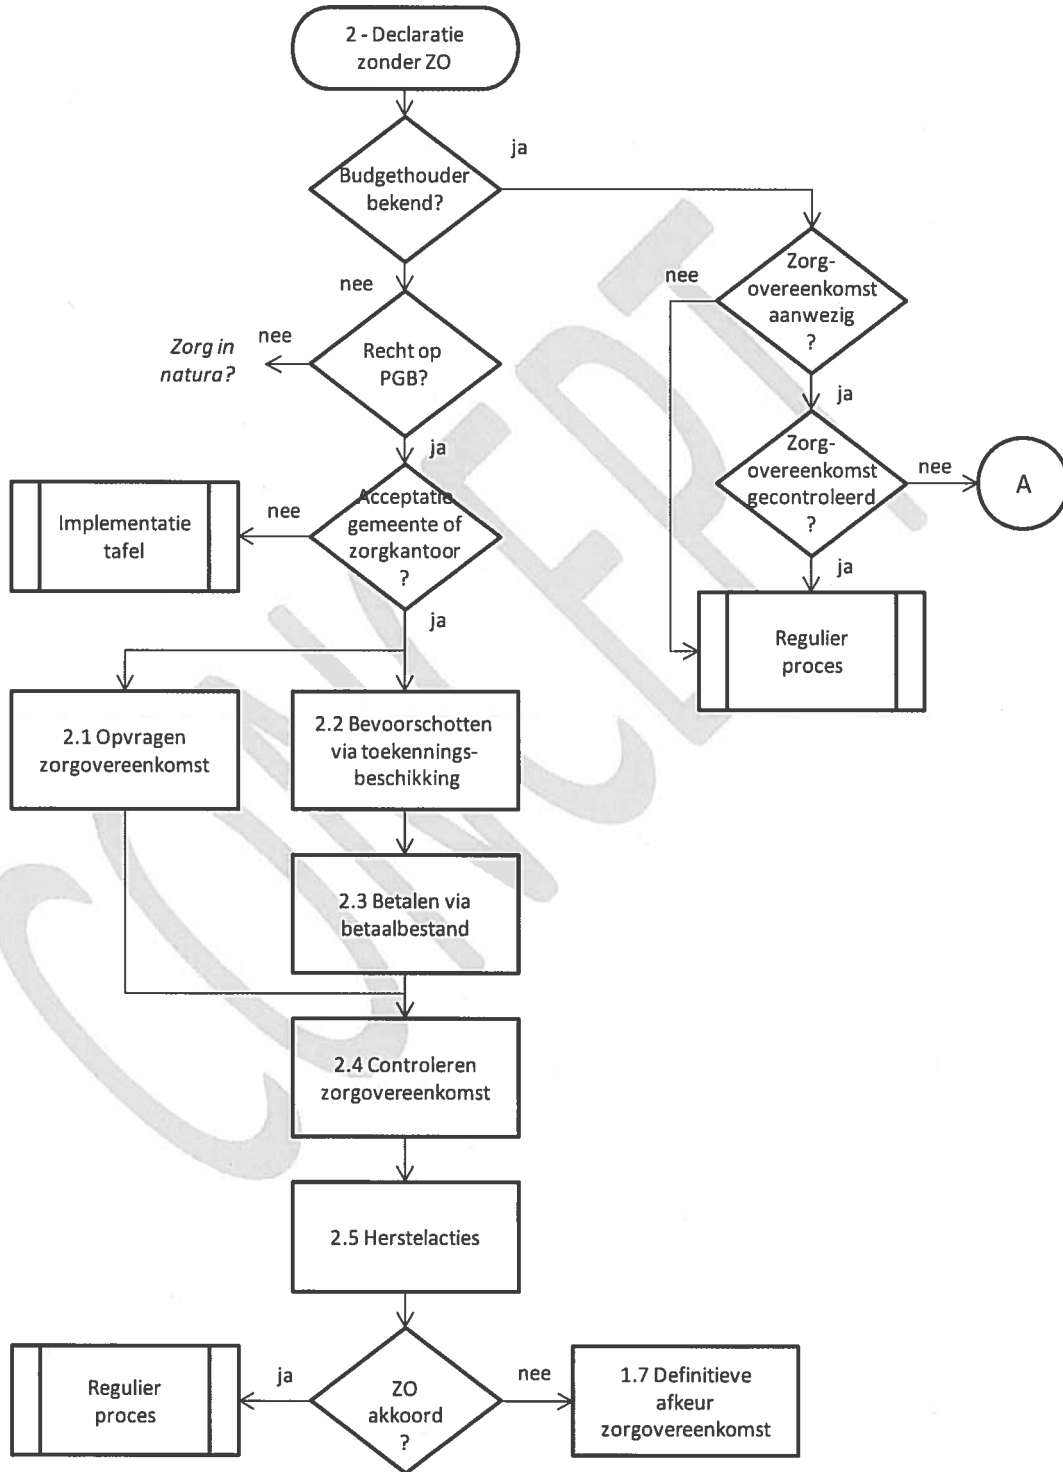 2 - Declaratie
zonder ZO
ja
Budgethouder
bekend?
nee
Zorg-
overeenkomst
aanwezig
?
nee
ja
Recht op
PGB?
nee
Zorg in
natura?
ja
Zorg-
overeenkomst
gecontroleerd
?
nee
A
ja
Acceptatie
gemeente of
zorgkantoor
?
nee
Implementatie
tafel
ja
Regulier
proces
2.1 Opvragen
zorgovereenkomst
2.2 Bevoorschotten
via toekennings-
beschikking
2.3 Betalen via
betaalbestand
2.4 Controleren
zorgovereenkomst
2.5 Herstelacties
ZO
akkoord
?
ja
Regulier
proces
nee
1.7 Definitieve
afkeur
zorgovereenkomst
CONCEPT